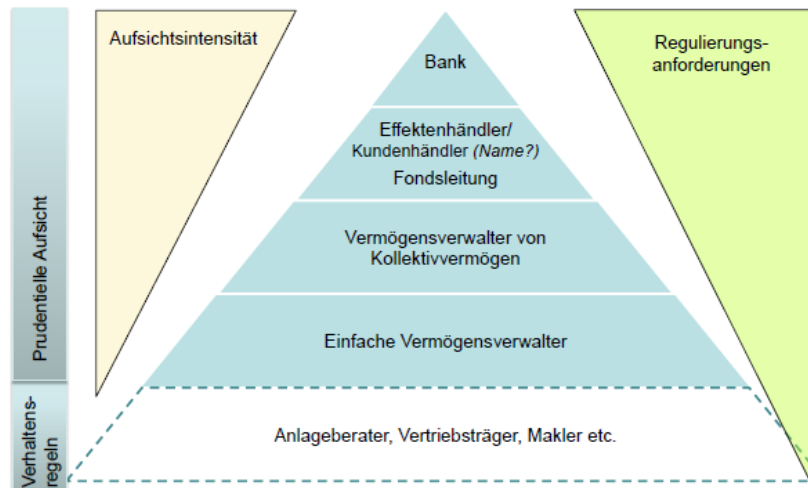 Aufsichtsintensität
Regulierungs-
anforderungen
Bank
Effektenhändler/
Kundenhändler (Name?)
Fondsleitung
Vermögensverwalter von
Kollektivvermögen
Einfache Vermögensverwalter
Anlageberater, Vertriebsträger, Makler etc.
Prudentielle Aufsicht
Verhaltens-
regeln